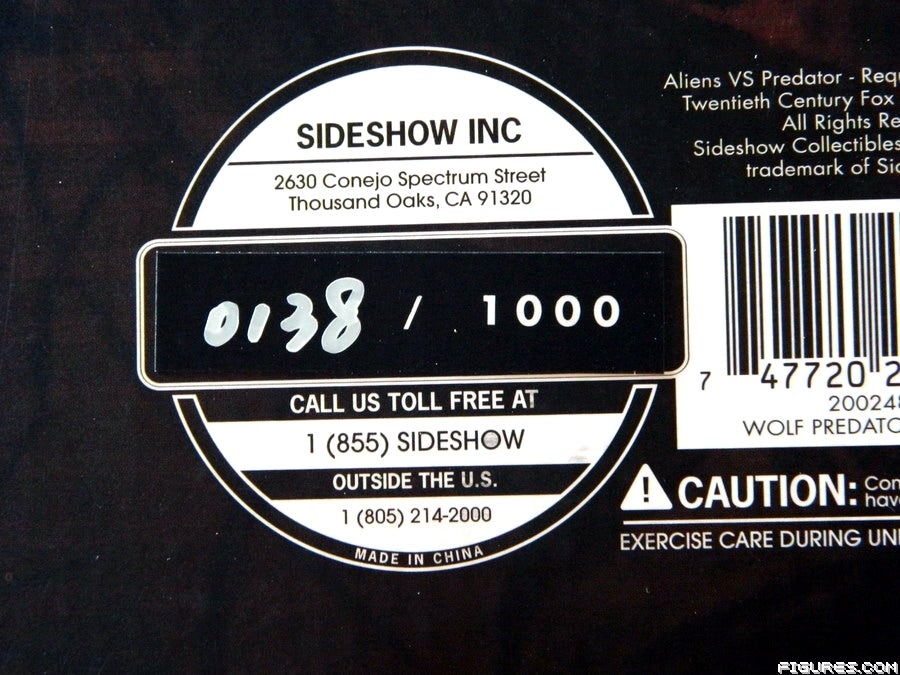 SIDESHOW INC
2630 Conejo Spectrum Street
Thousand Oaks, CA 91320
0138 / 1000
CALL US TOLL FREE AT
1 (855) SIDESHOW
OUTSIDE THE U.S.
1 (805) 214-2000
MADE IN CHINA
Aliens VS Predator -
Twentieth Century Fox
All Rights
Sideshow Collectibles
trademark of
7 47720 2
20024
WOLF
CAUTION:
EXERCISE CARE DURING
FIGURES.COM